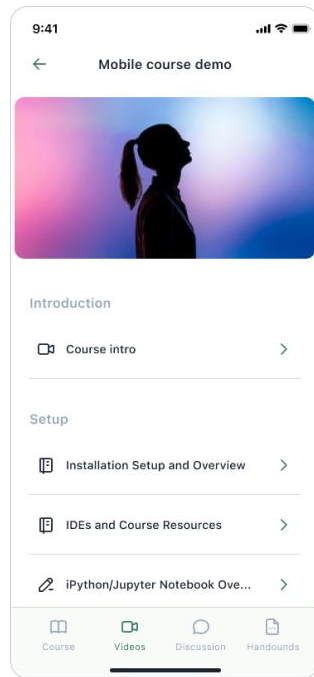 9:41
Mobile course demo
Introduction
Course intro
Setup
Installation Setup and Overview
IDEs and Course Resources
iPython/Jupyter Notebook Ove...
Course Videos Discussion Handounds